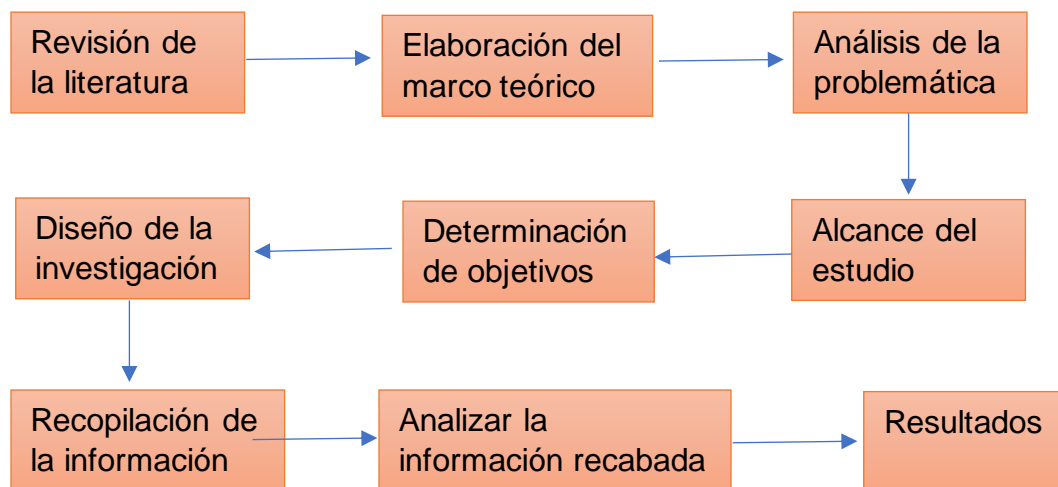 Revisión de
la literatura
Elaboración del
marco teórico
Análisis de la
problemática
Alcance del
estudio
Determinación
de objetivos
Diseño de la
investigación
Recopilación de
la información
Analizar la
información recabada
Resultados